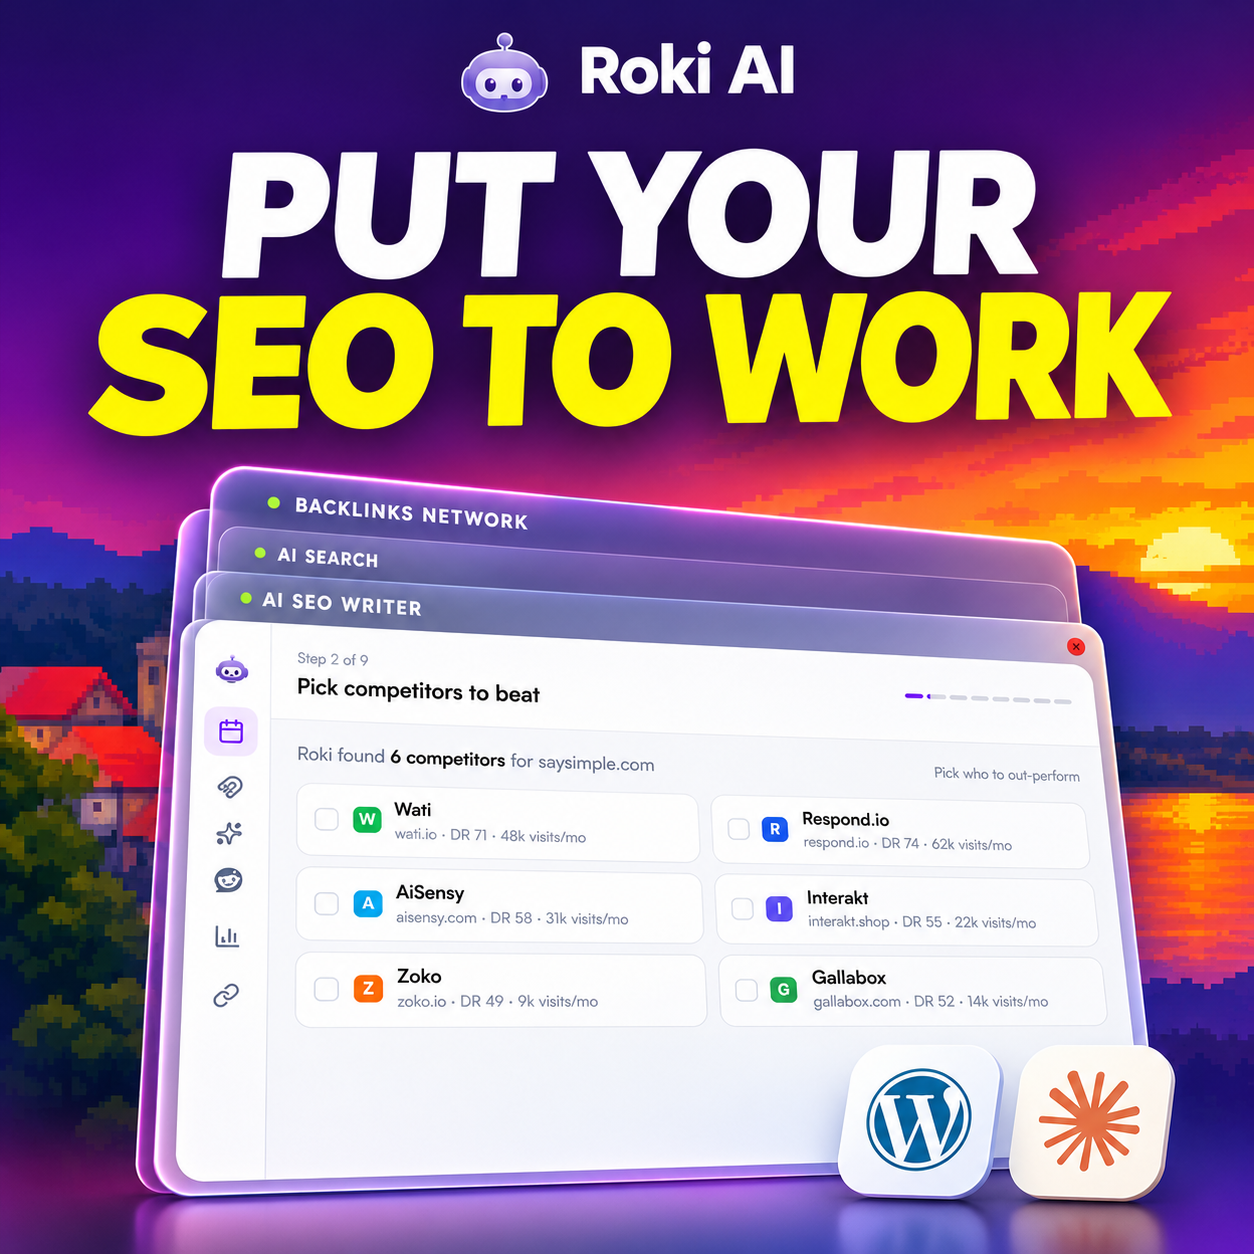 Roki AI
PUT YOUR
SEO TO WORK
BACKLINKS NETWORK
AI SEARCH
AI SEO WRITER
Step 2 of 9
Pick competitors to beat
Roki found 6 competitors for saysimple.com
Pick who to out-perform
W
Wati
wati.io · DR 71 · 48k visits/mo
R
Respond.io
respond.io · DR 74 · 62k visits/mo
A
AiSensy
aisensy.com · DR 58 · 31k visits/mo
I
Interakt
interakt.shop · DR 55 · 22k visits/mo
Z
Zoko
zoko.io · DR 49 · 9k visits/mo
G
Gallabox
gallabox.com · DR 52 · 14k visits/mo
W